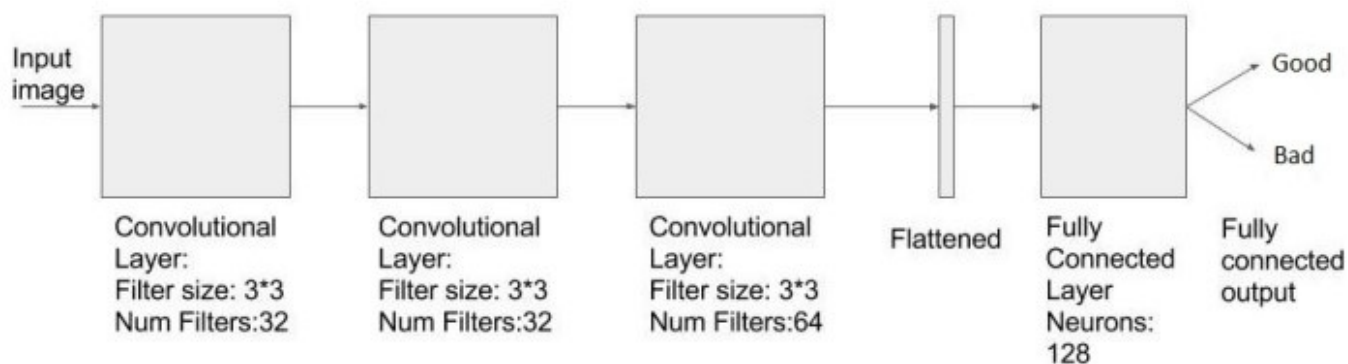 Input
image
Good
Bad
Convolutional
Layer:
Filter size: 3*3
Num Filters:32
Convolutional
Layer:
Filter size: 3*3
Num Filters:32
Convolutional
Layer:
Filter size: 3*3
Num Filters:64
Flattened
Fully
Connected
Layer
Neurons:
128
Fully
connected
output